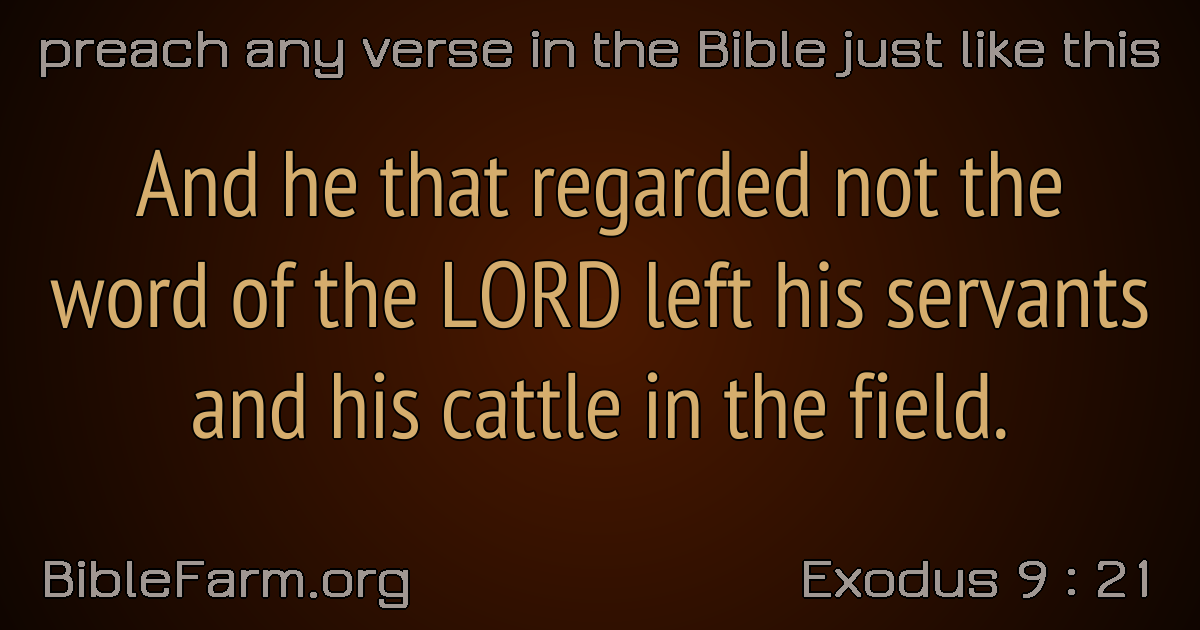 preach any verse in the Bible just like this
And he that regarded not the
word of the LORD left his servants
and his cattle in the field.
BibleFarm.org
Exodus 9 : 21